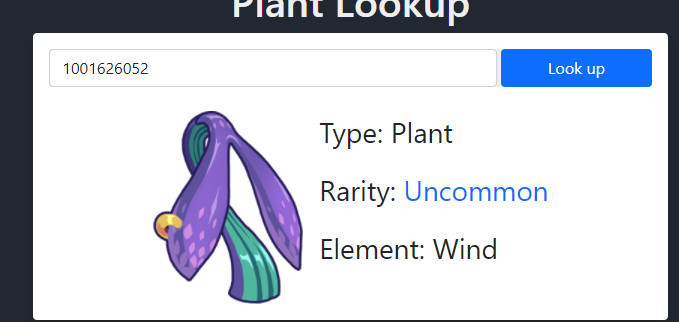 Plant Lookup
1001626052
Look up
Type: Plant
Rarity: Uncommon
Element: Wind